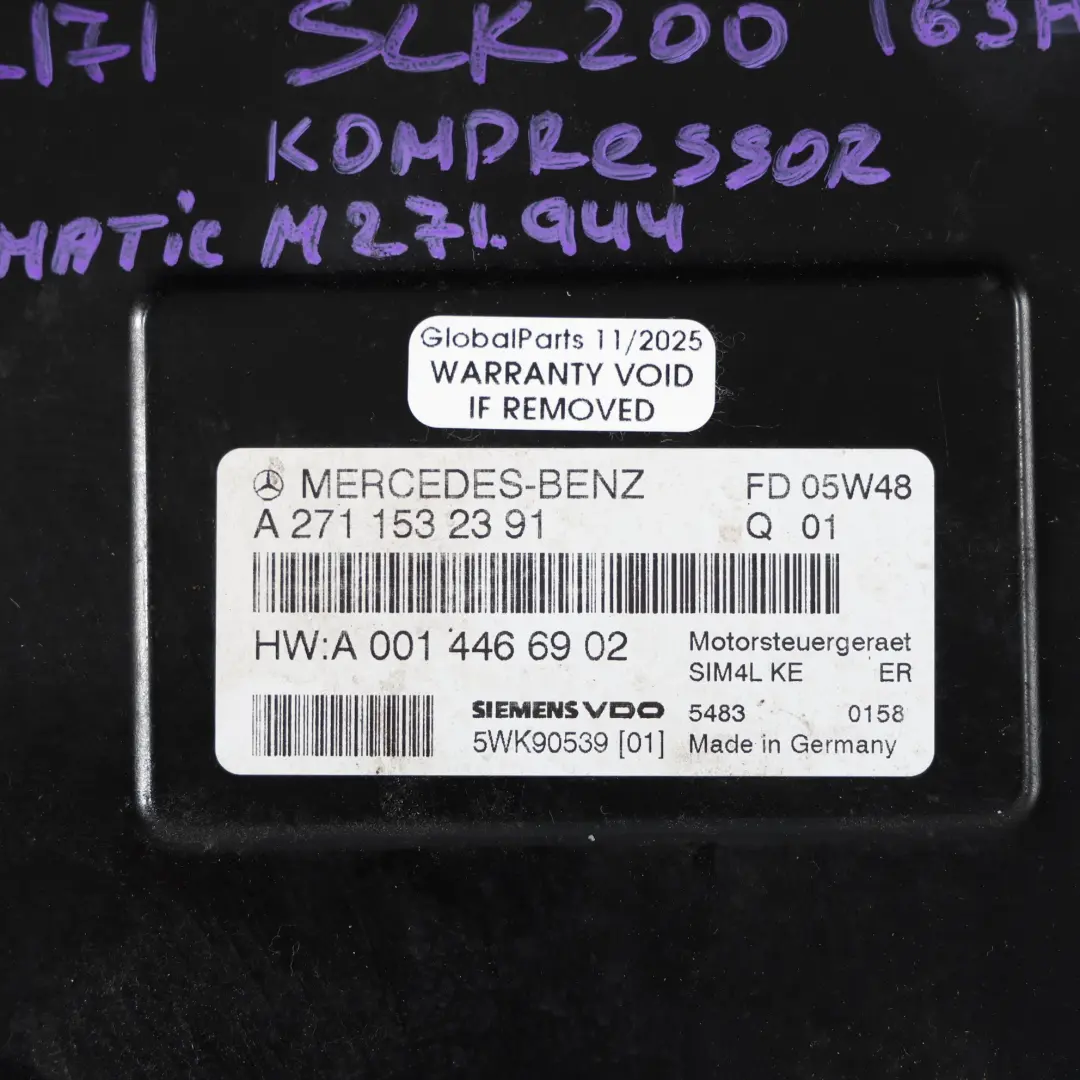 SLK200 163
KOMPRESSOR
M271.944
GlobalParts 11/2025
WARRANTY VOID
IF REMOVED
MERCEDES-BENZ FD 05W48
A 271 153 23 91 Q 01
HW:A 001 446 69 02 Motorsteuergeraet
SIM4L KE ER
SIEMENS VDO 5483 0158
5WK90539 [01] Made in Germany